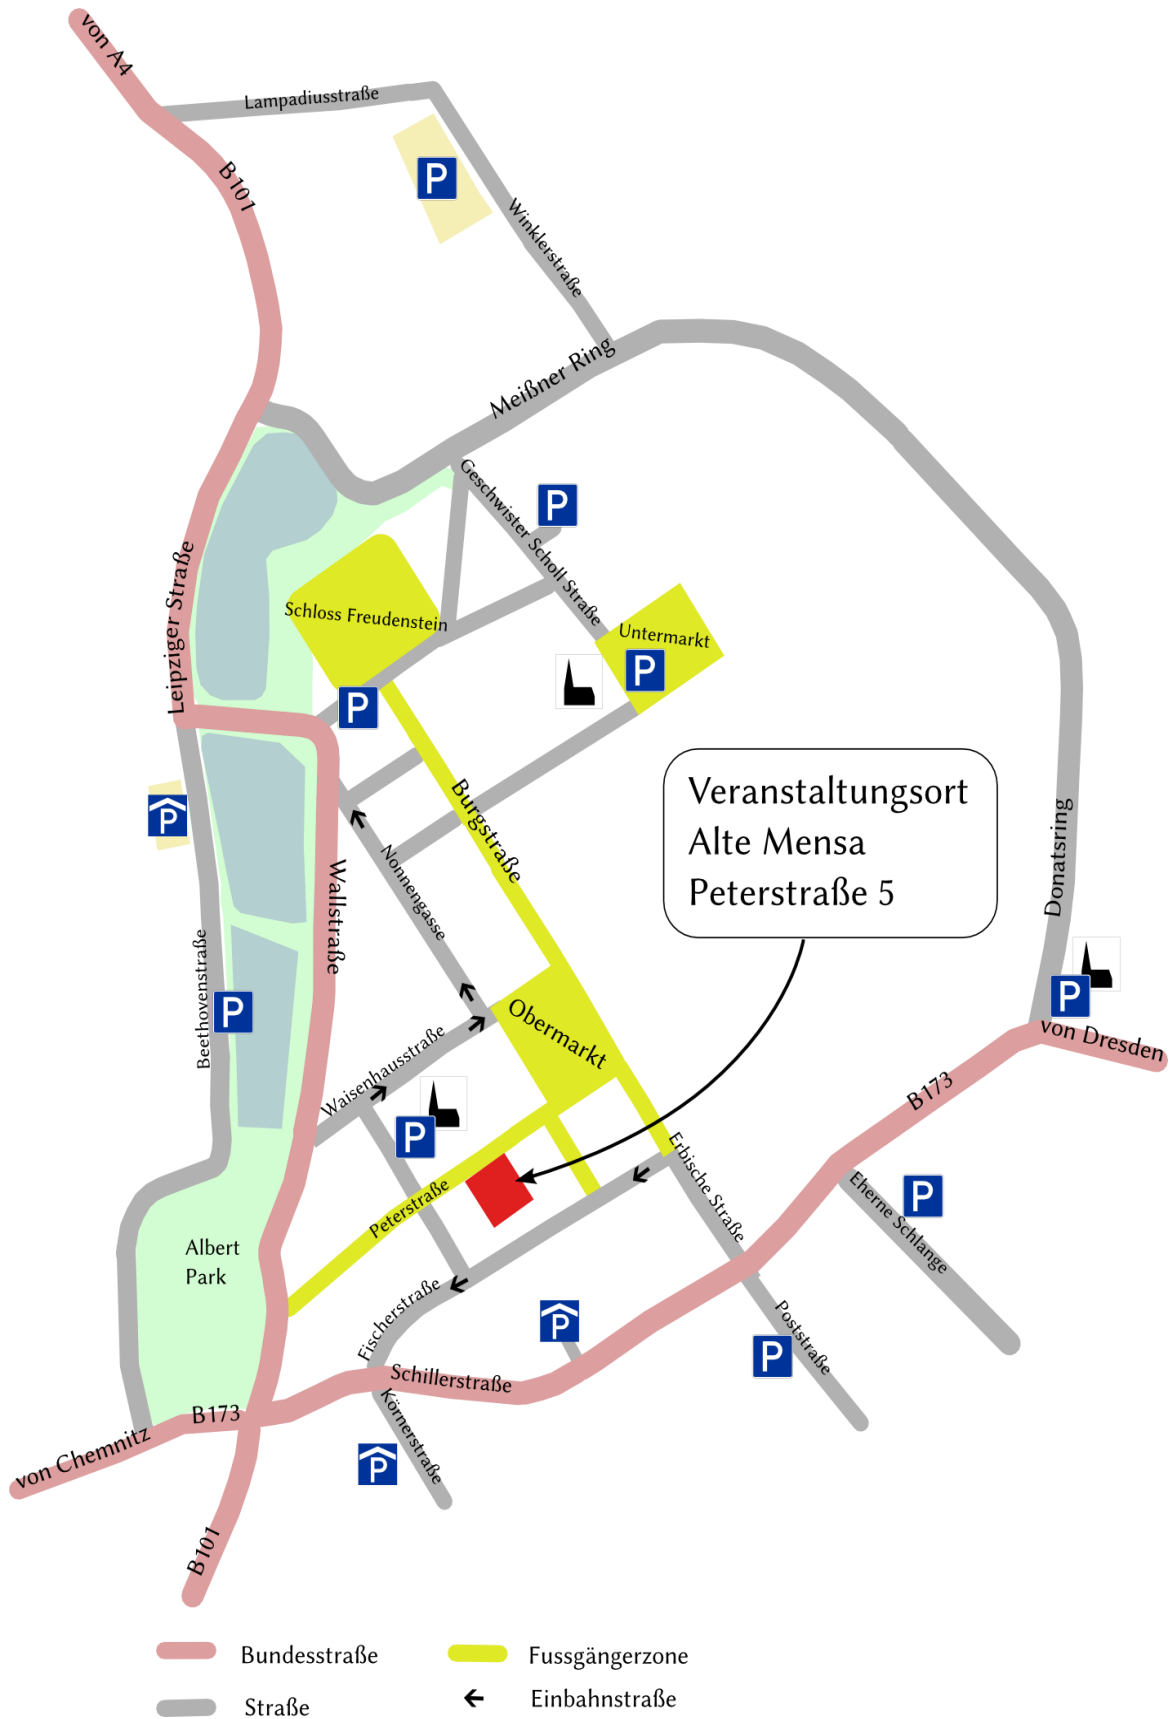 von A4
Lampadiusstraße
P
B101
Winklerstraße
Meißner Ring
Geschwister Scholl Straße
P
Leipziger Straße
Schloss Freudenstein
Untermarkt
P
P
P
Burgstraße
Veranstaltungsort
Alte Mensa
Peterstraße 5
Donatsring
Nonnengasse
Wallstraße
Beethovenstraße
P
Obermarkt
P
von Dresden
Waisenhausstraße
B173
P
Erbische Straße
Peterstraße
Eherne Schlange
P
Albert
Park
Fischerstraße
P
Poststraße
P
Schillerstraße
B173
Körnerstraße
von Chemnitz
P
B101
Bundesstraße
Fussgängerzone
Straße
Einbahnstraße